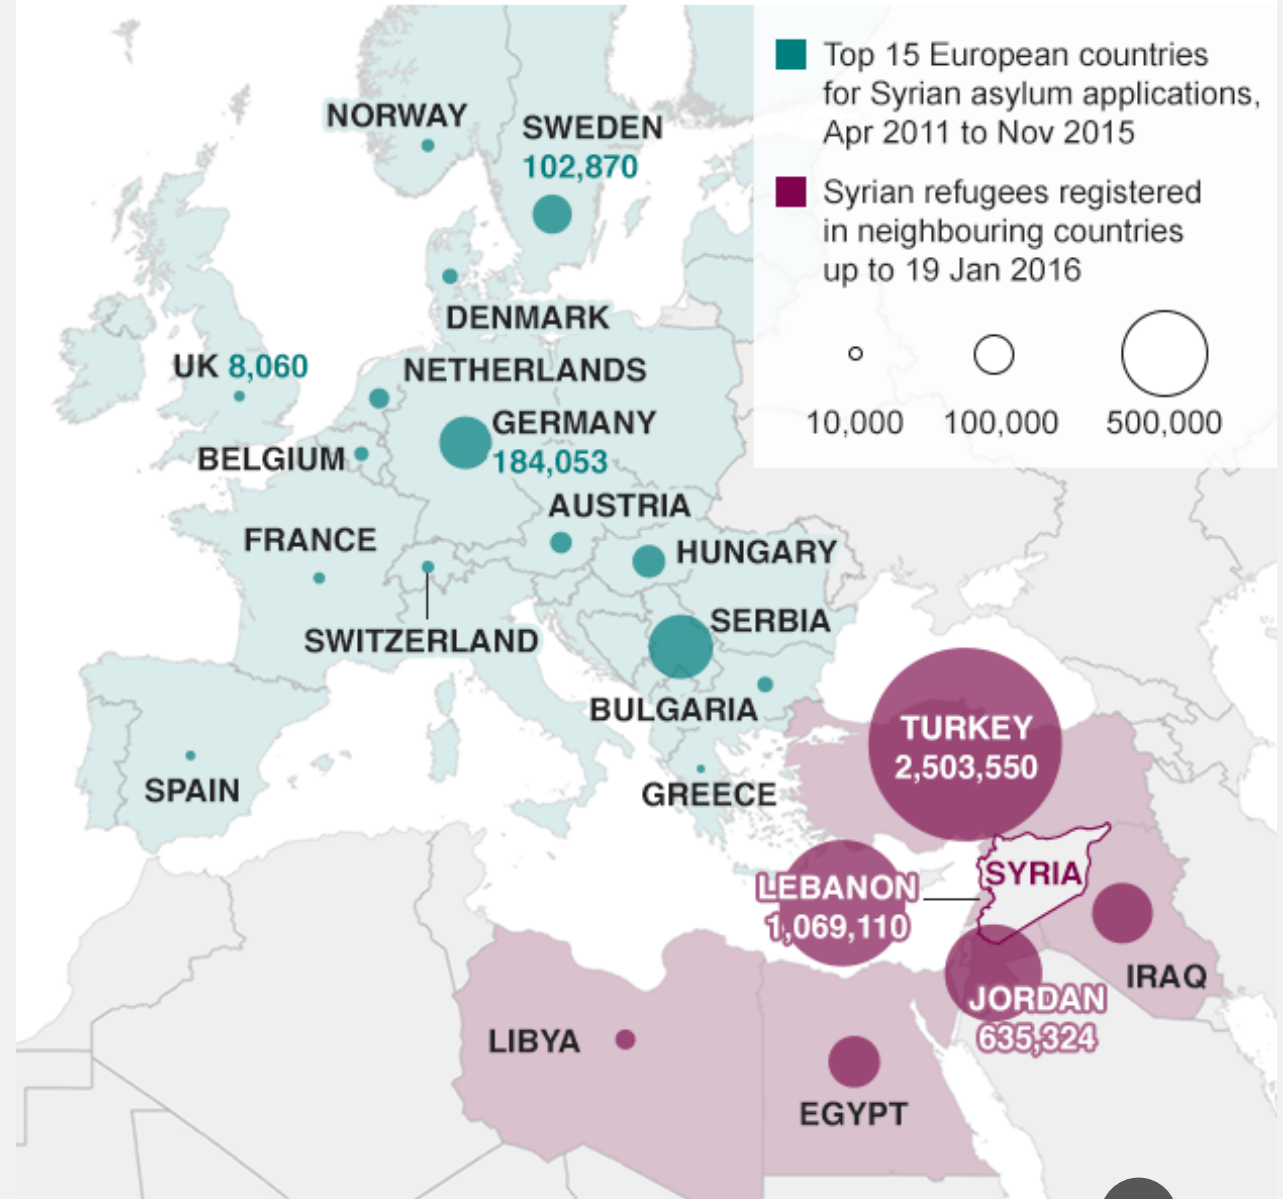 Top 15 European countries
for Syrian asylum applications,
Apr 2011 to Nov 2015
Syrian refugees registered
in neighbouring countries
up to 19 Jan 2016
10,000 100,000 500,000
NORWAY
SWEDEN
102,870
DENMARK
UK 8,060
NETHERLANDS
GERMANY
184,053
BELGIUM
AUSTRIA
FRANCE
HUNGARY
SWITZERLAND
SERBIA
BULGARIA
SPAIN
GREECE
TURKEY
2,503,550
SYRIA
LEBANON
1,069,110
IRAQ
JORDAN
635,324
LIBYA
EGYPT